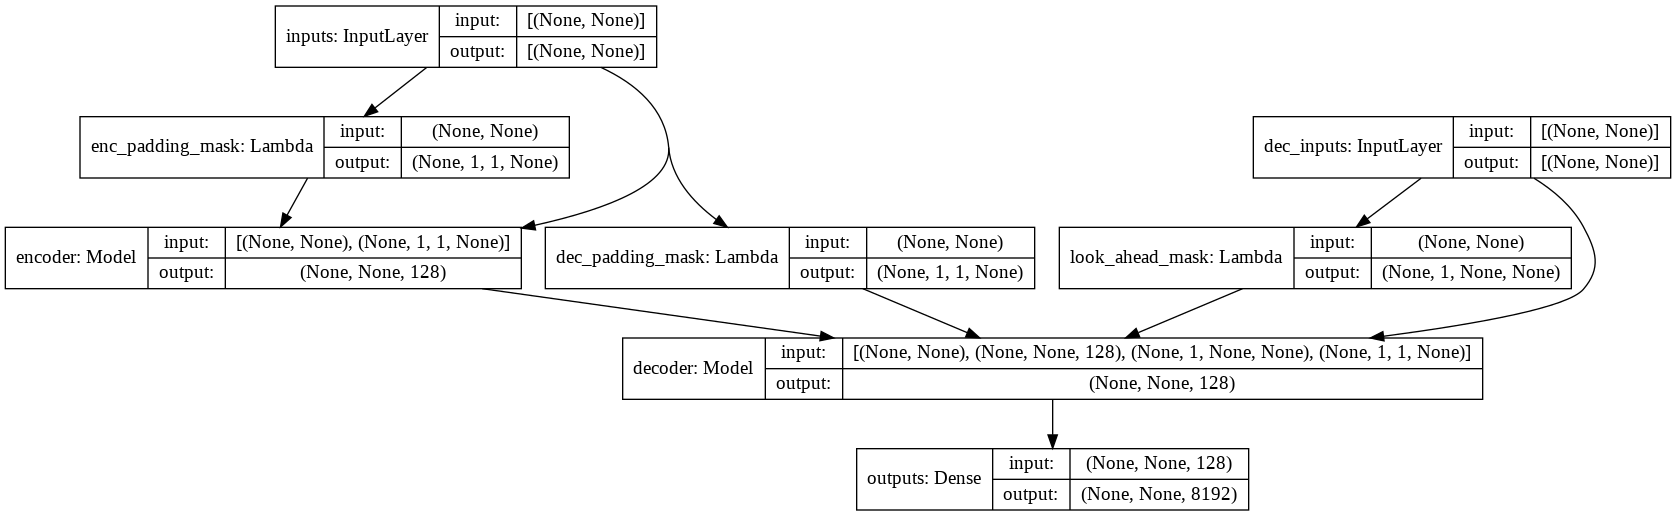 inputs: InputLayer
input:
[(None, None)]
output:
[(None, None)]
enc_padding_mask: Lambda
input:
(None, None)
output:
(None, 1, 1, None)
dec_inputs: InputLayer
input:
[(None, None)]
output:
[(None, None)]
encoder: Model
input:
[(None, None), (None, 1, 1, None)]
output:
(None, None, 128)
dec_padding_mask: Lambda
input:
(None, None)
output:
(None, 1, 1, None)
look_ahead_mask: Lambda
input:
(None, None)
output:
(None, 1, None, None)
decoder: Model
input:
[(None, None), (None, None, 128), (None, 1, None, None), (None, 1, 1, None)]
output:
(None, None, 128)
outputs: Dense
input:
(None, None, 128)
output:
(None, None, 8192)